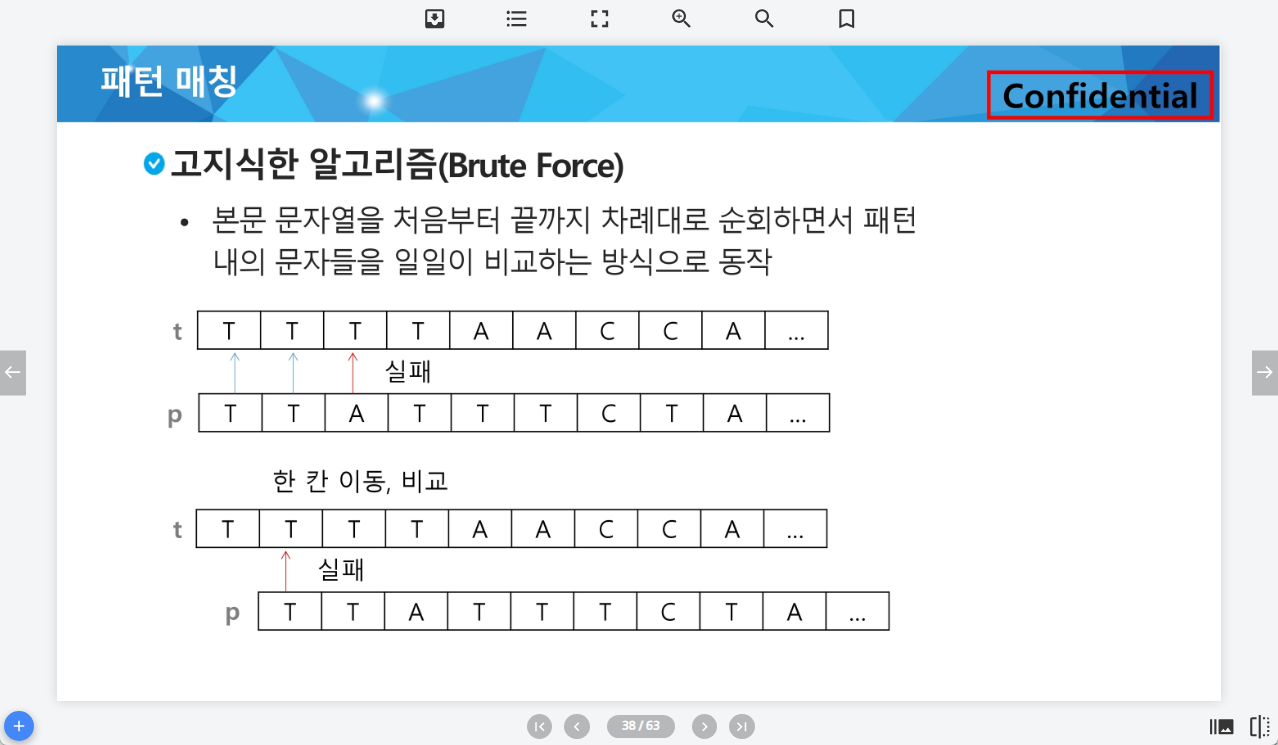 패턴 매칭
Confidential
고지식한 알고리즘(Brute Force)
• 본문 문자열을 처음부터 끝까지 차례대로 순회하면서 패턴
내의 문자들을 일일이 비교하는 방식으로 동작
t T T T T A A C C A ...
실패
p T T A T T T C T A ...
한 칸 이동, 비교
t T T T T A A C C A ...
실패
p T T A T T T C T A ...
38 / 63